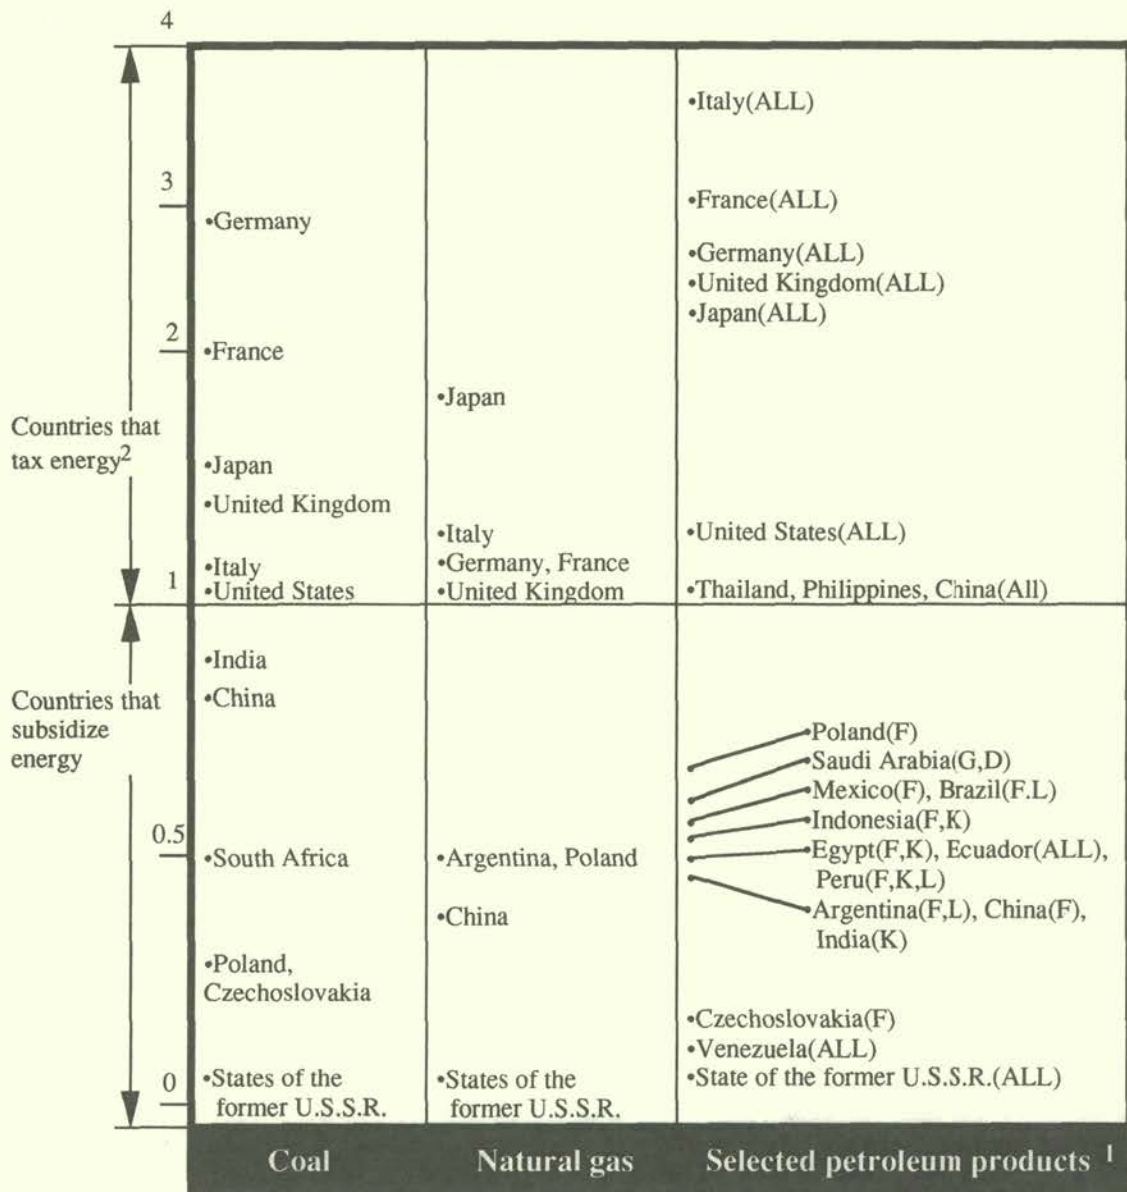 4
•Italy(ALL)
3
•France(ALL)
•Germany
•Germany(ALL)
•United Kingdom(ALL)
•Japan(ALL)
2
•France
•Japan
Countries that
tax energy2
•Japan
•United Kingdom
•Italy
•United States(ALL)
•Italy
•Germany, France
1
•United States
•United Kingdom
•Thailand, Philippines, China(All)
•India
Countries that
subsidize
energy
•China
•Poland(F)
•Saudi Arabia(G,D)
•Mexico(F), Brazil(F.L)
•Indonesia(F,K)
0.5
•South Africa
•Argentina, Poland
•Egypt(F,K), Ecuador(ALL),
Peru(F,K,L)
•China
•Argentina(F,L), China(F),
India(K)
•Poland,
Czechoslovakia
•Czechoslovakia(F)
•Venezuela(ALL)
0
•States of the
former U.S.S.R.
•States of the
former U.S.S.R.
•State of the former U.S.S.R.(ALL)
Coal
Natural gas
Selected petroleum products 1